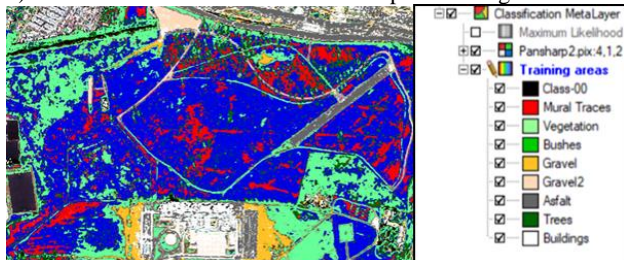 Classification MetaLayer
Maximum Likelihood
Pansharp2.pix:4,1,2
Training areas
Class-00
Mural Traces
Vegetation
Bushes
Gravel
Gravel2
Asfalt
Trees
Buildings